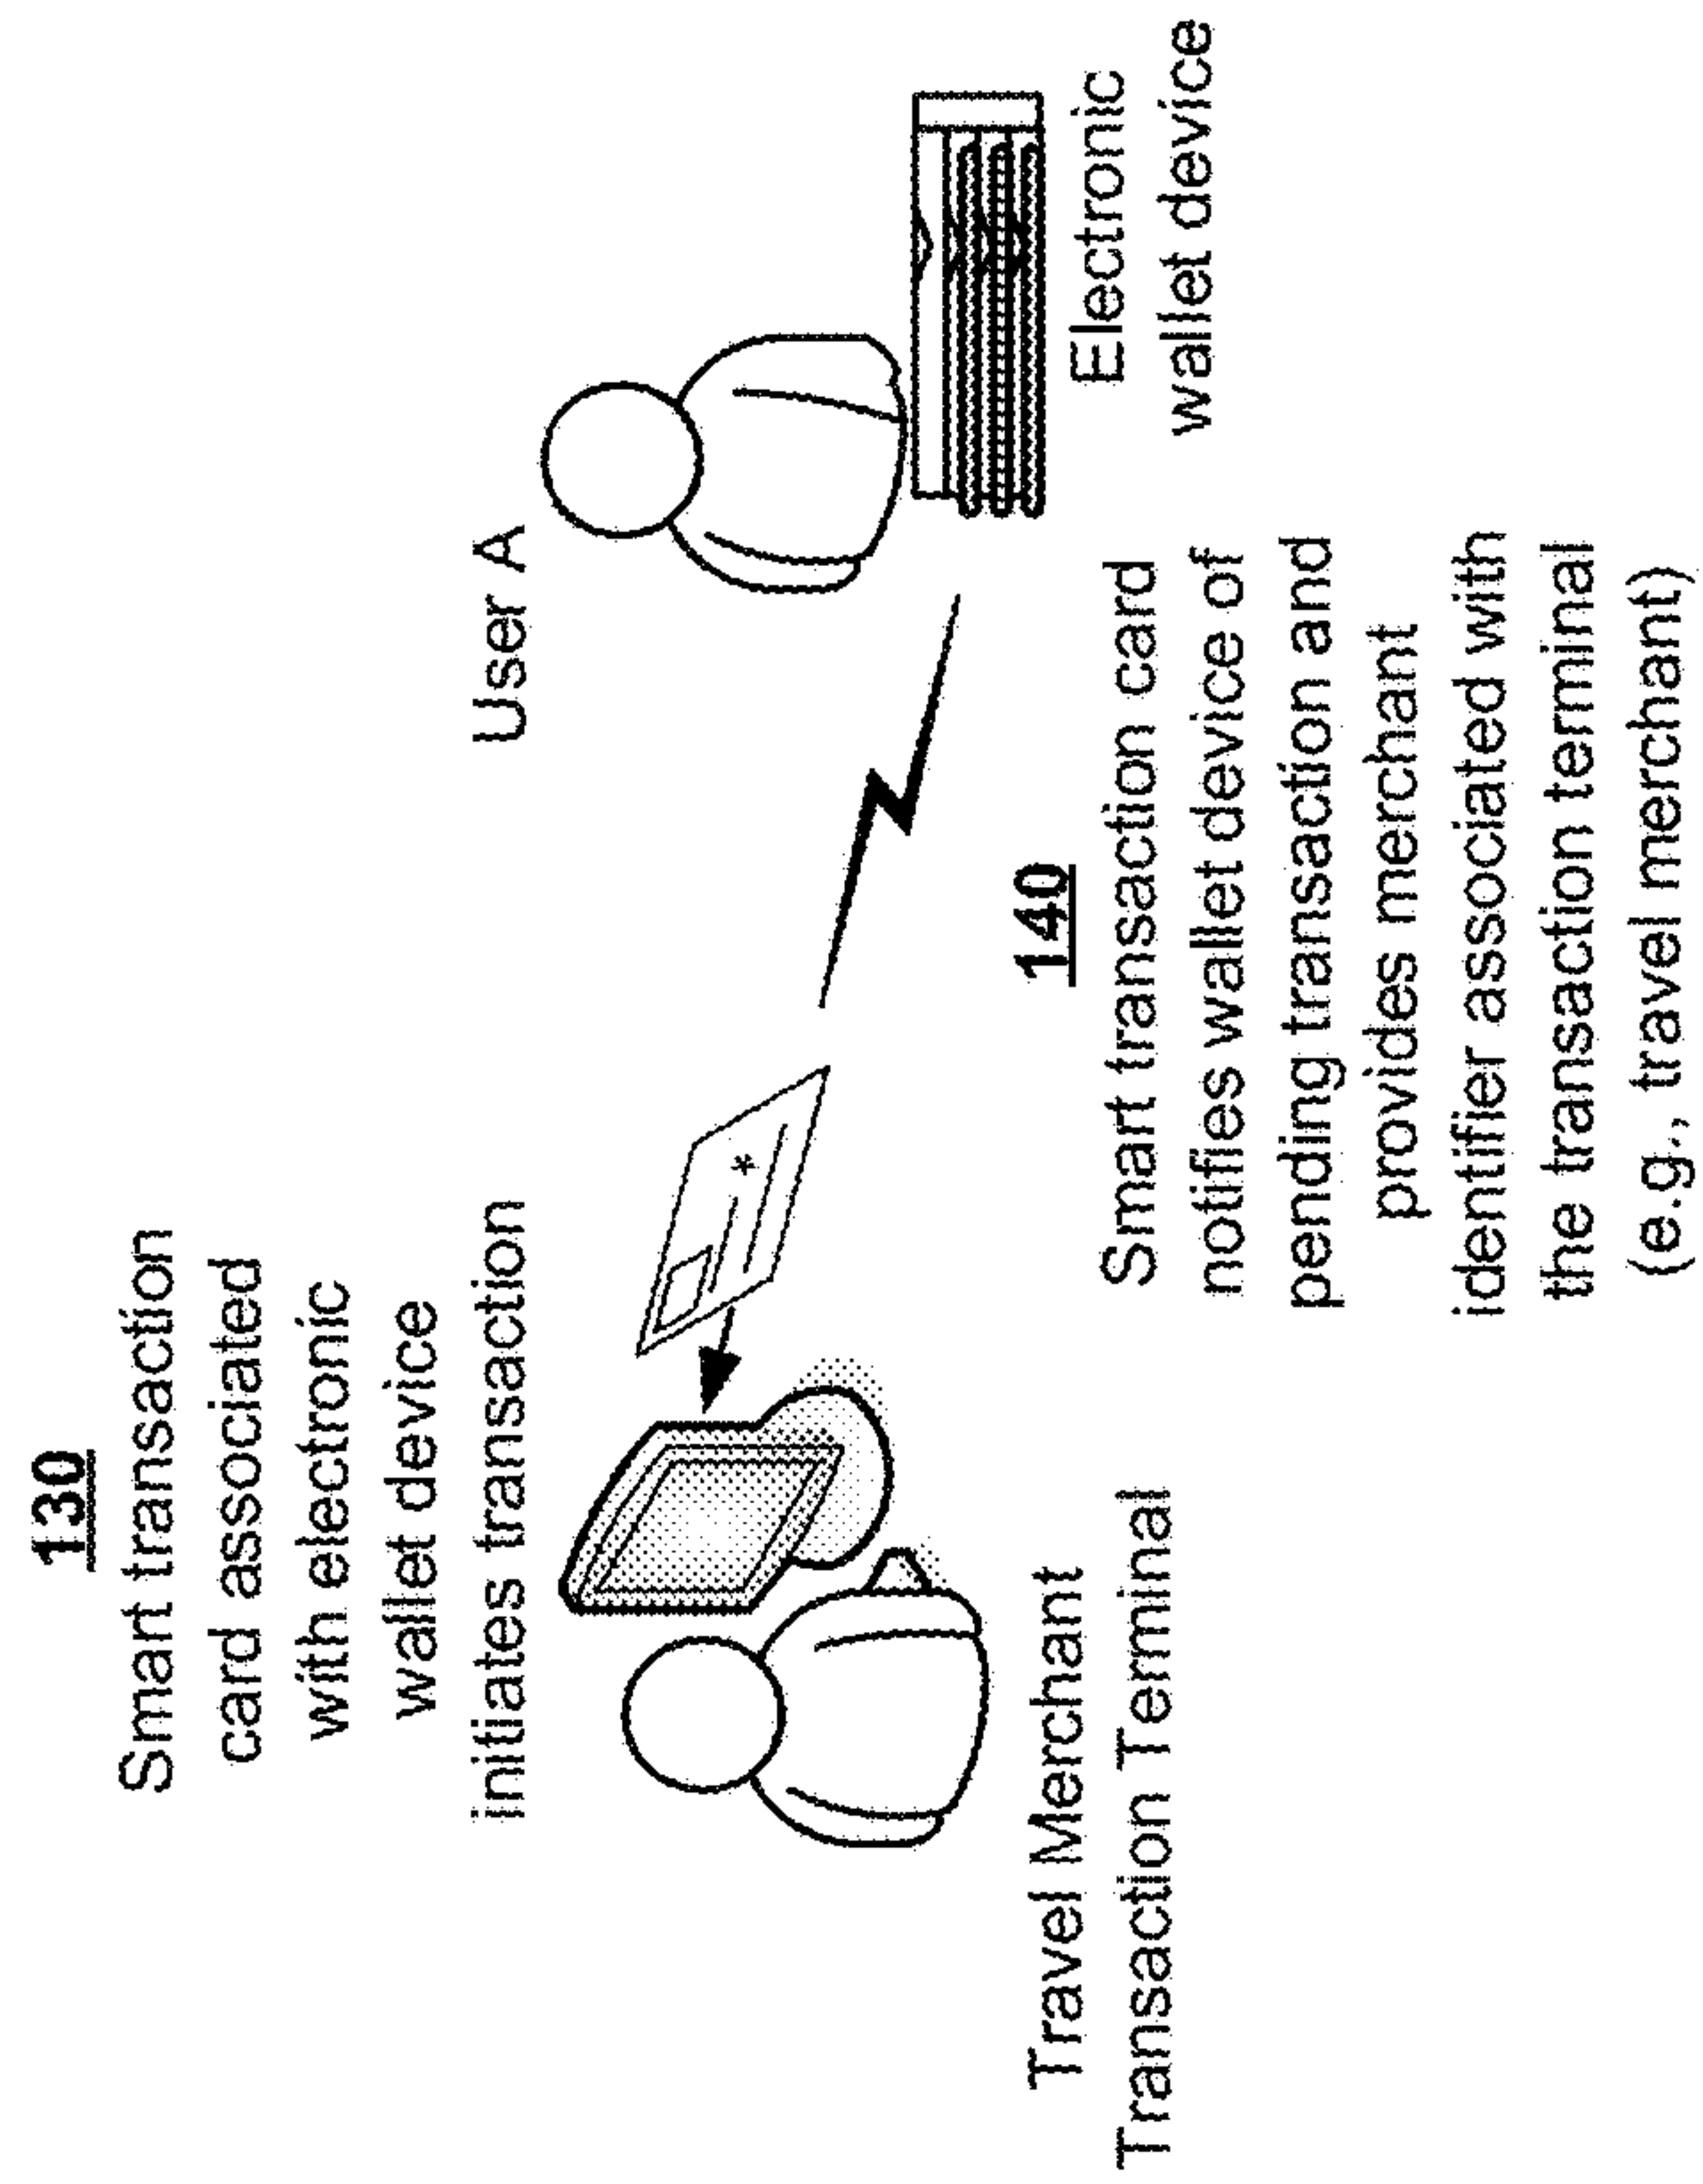 130
Smart transaction
card associated
with electronic
wallet device
initiates transaction
User A
Travel Merchant
Transaction Terminal
140
Smart transaction card
notifies wallet device of
pending transaction and
provides merchant
identifier associated with
the transaction terminal
(e.g., travel merchant)
Electronic
wallet device
*